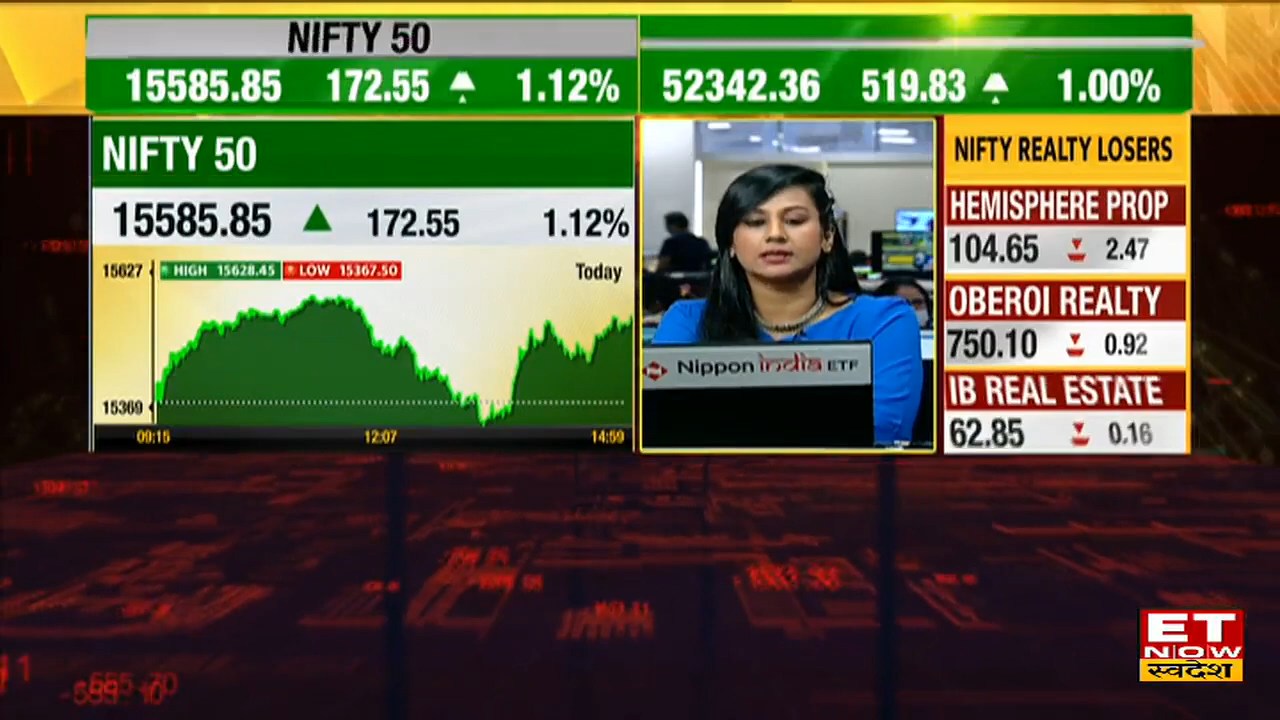 NIFTY 50
15585.85 172.55 1.12%
52342.36 519.83 1.00%
NIFTY 50
15585.85 172.55 1.12%
15627
HIGH 15628.45 LOW 15367.50
Today
15369
09:15 12:07 14:59
Nippon india ETF
NIFTY REALTY LOSERS
HEMISPHERE PROP
104.65 2.47
OBEROI REALTY
750.10 0.92
IB REAL ESTATE
62.85 0.16
ET
NOW
स्वदेश